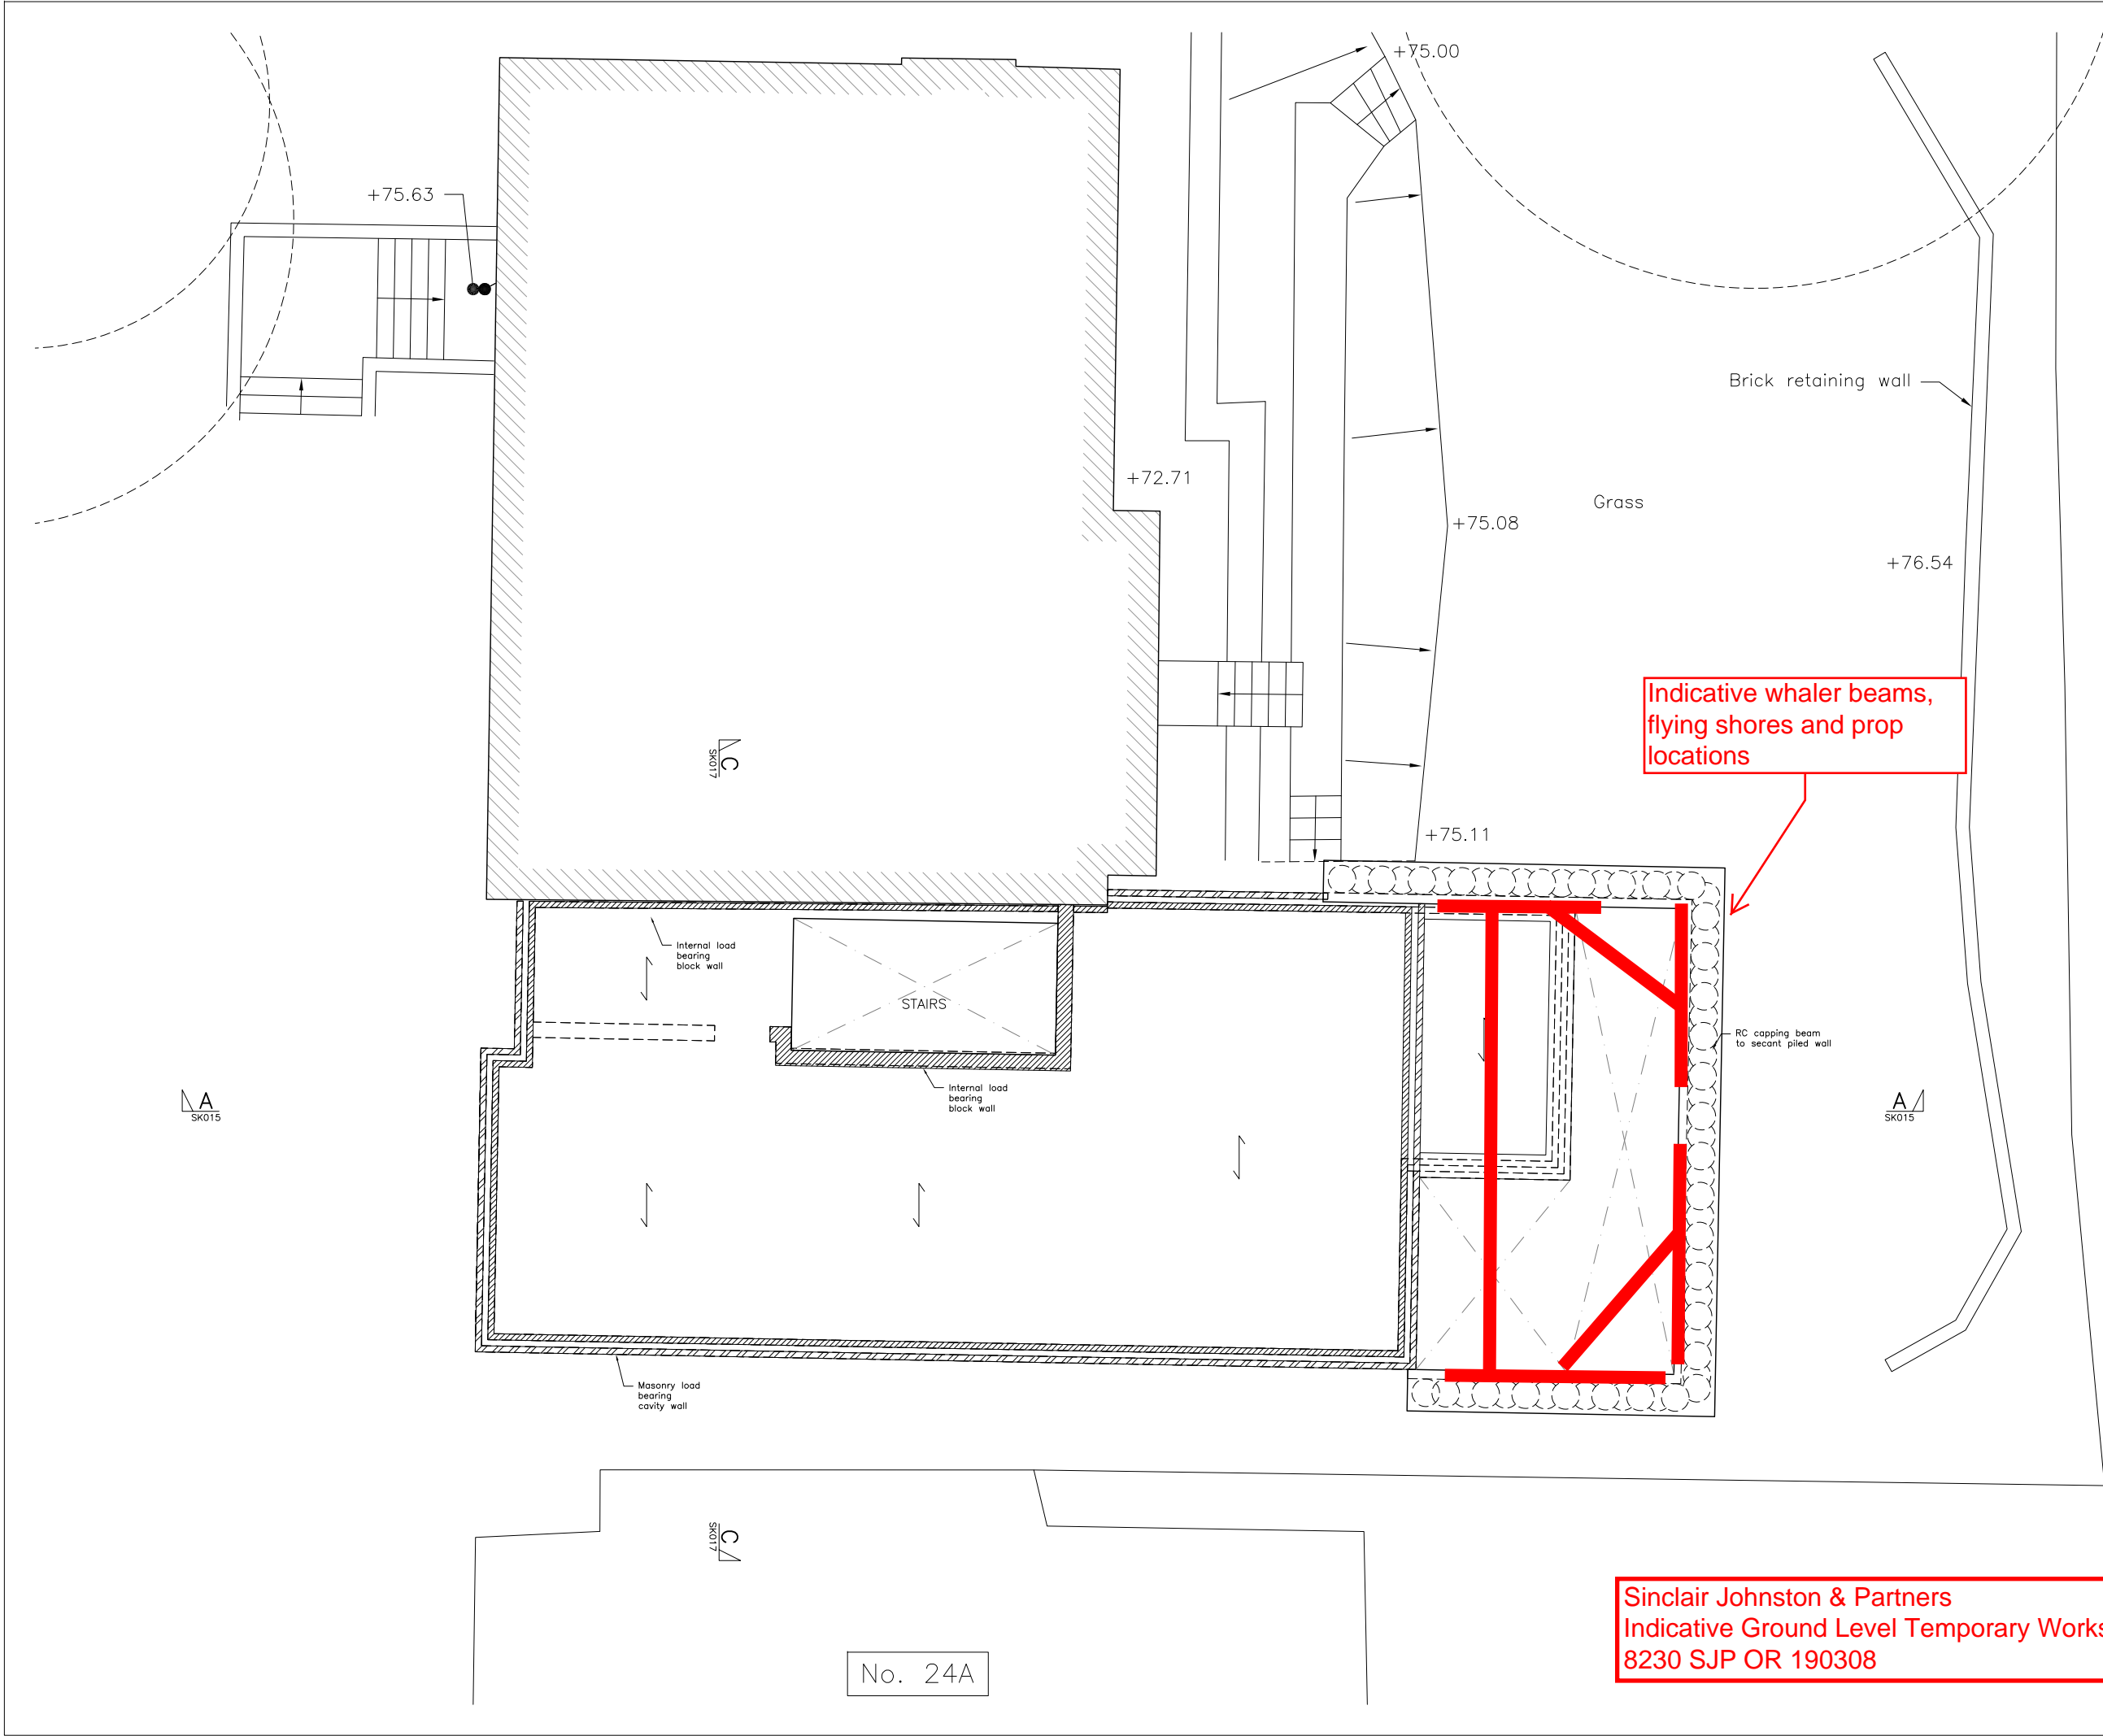 +75.00
+75.63
Brick retaining wall
+72.71
Grass
+75.08
+76.54
Indicative whaler beams,
flying shores and prop
locations
C
SK017
+75.11
Internal load
bearing
block wall
STAIRS
RC capping beam
to secant piled wall
Internal load
bearing
block wall
A
SK015
A
SK015
Masonry load
bearing
cavity wall
C
SK017
Sinclair Johnston & Partners
Indicative Ground Level Temporary Works
8230 SJP OR 190308
No. 24A